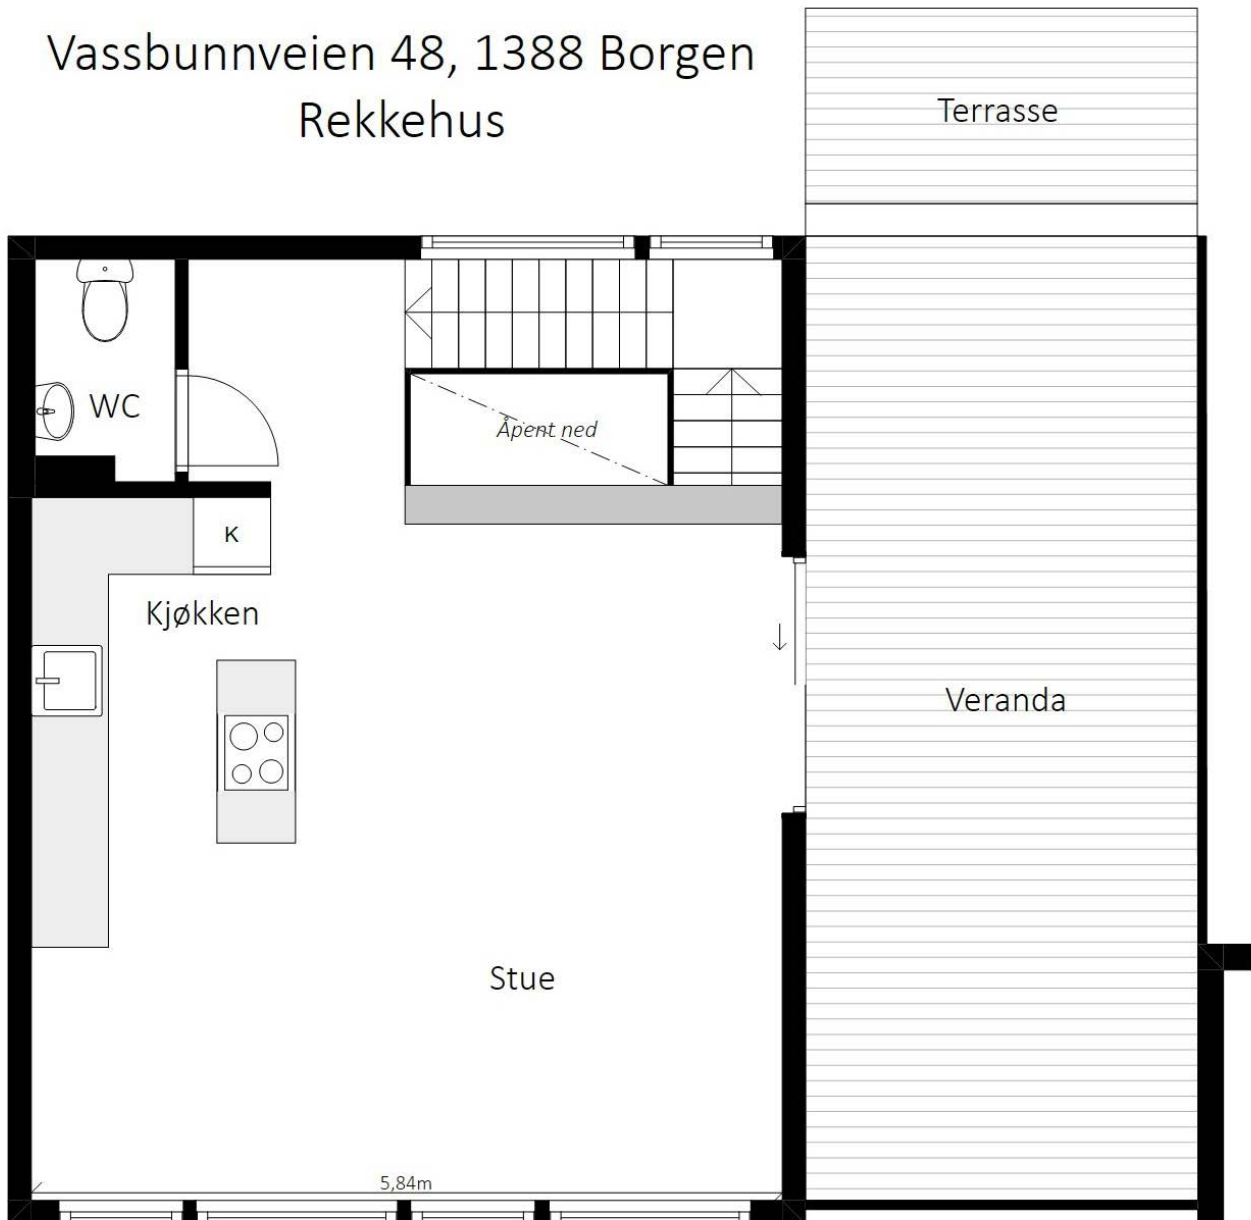 Vassbunnveien 48, 1388 Borgen
Rekkehus
Terrasse
WC
Åpent ned
K
Kjøkken
Veranda
Stue
5,84m